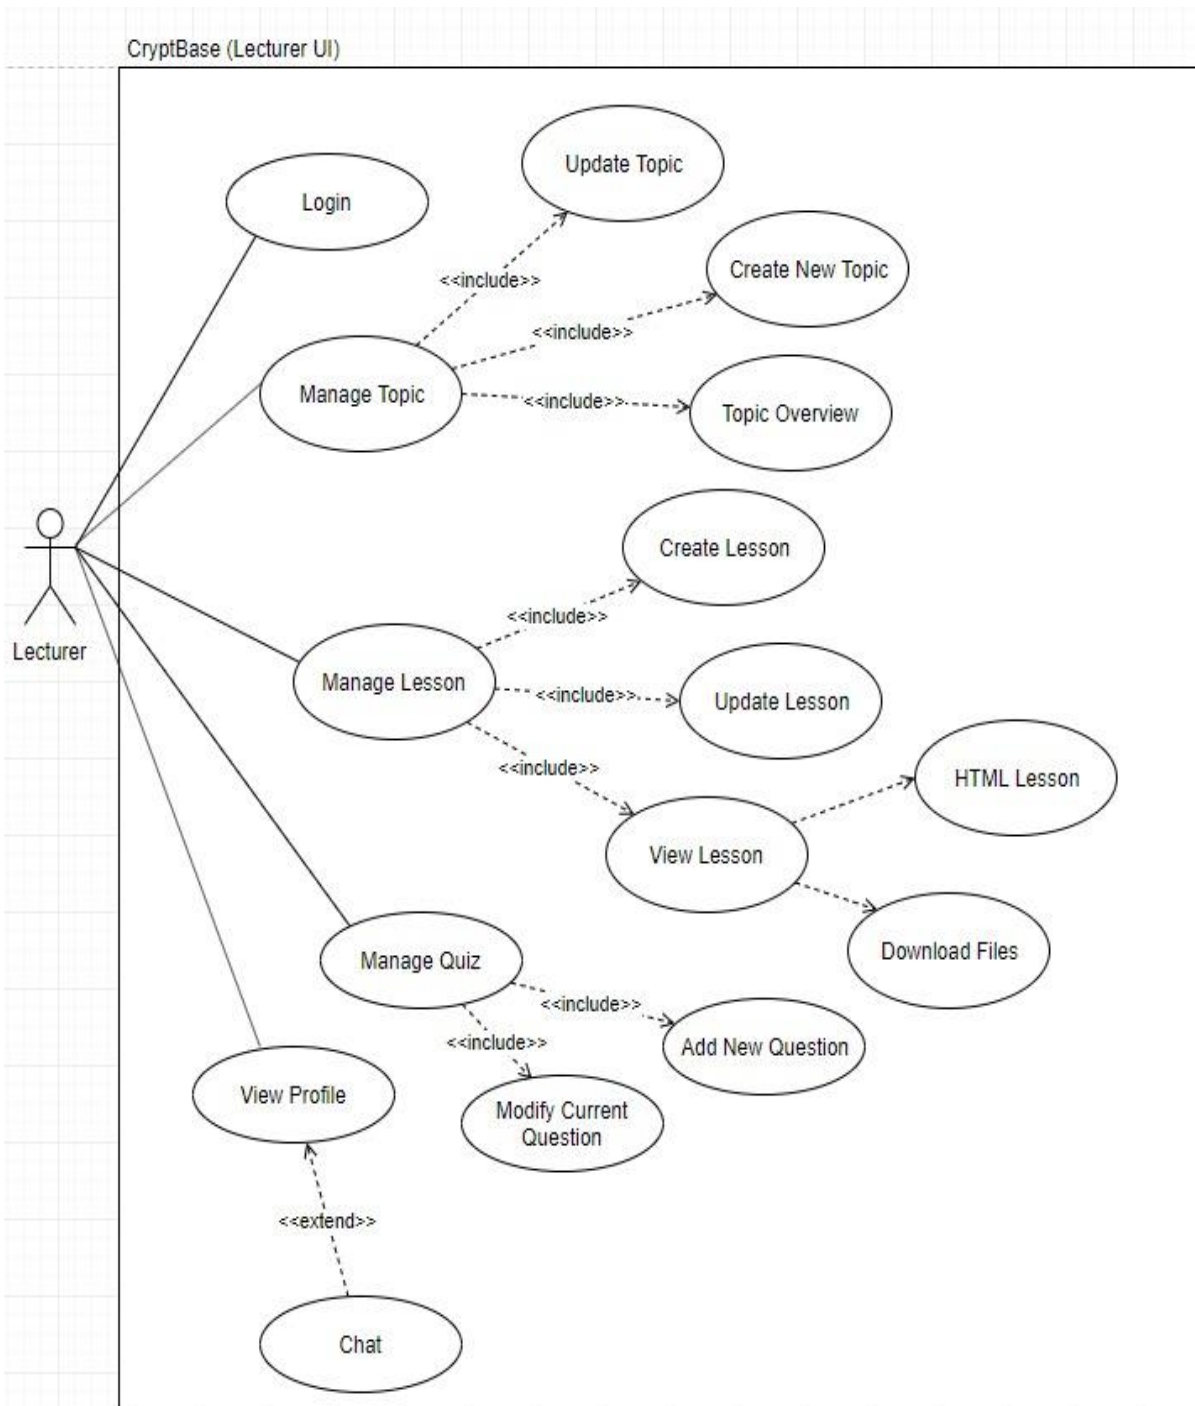 CryptBase (Lecturer UI)
Update Topic
Login
Create New Topic
<<include>>
<<include>>
Manage Topic
<<include>>
Topic Overview
Create Lesson
<<include>>
Lecturer
Manage Lesson
<<include>>
Update Lesson
<<include>>
HTML Lesson
View Lesson
Manage Quiz
Download Files
<<include>>
<<include>>
Add New Question
View Profile
Modify Current
Question
<<extend>>
Chat